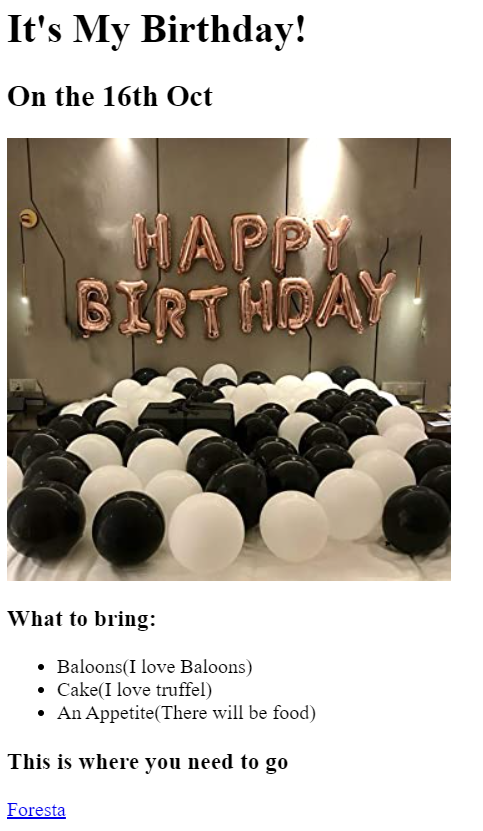 It's My Birthday!
On the 16th Oct
HAPPY
BIRTHDAY
What to bring:
Baloons(I love Baloons)
Cake(I love truffel)
An Appetite(There will be food)
This is where you need to go
Foresta